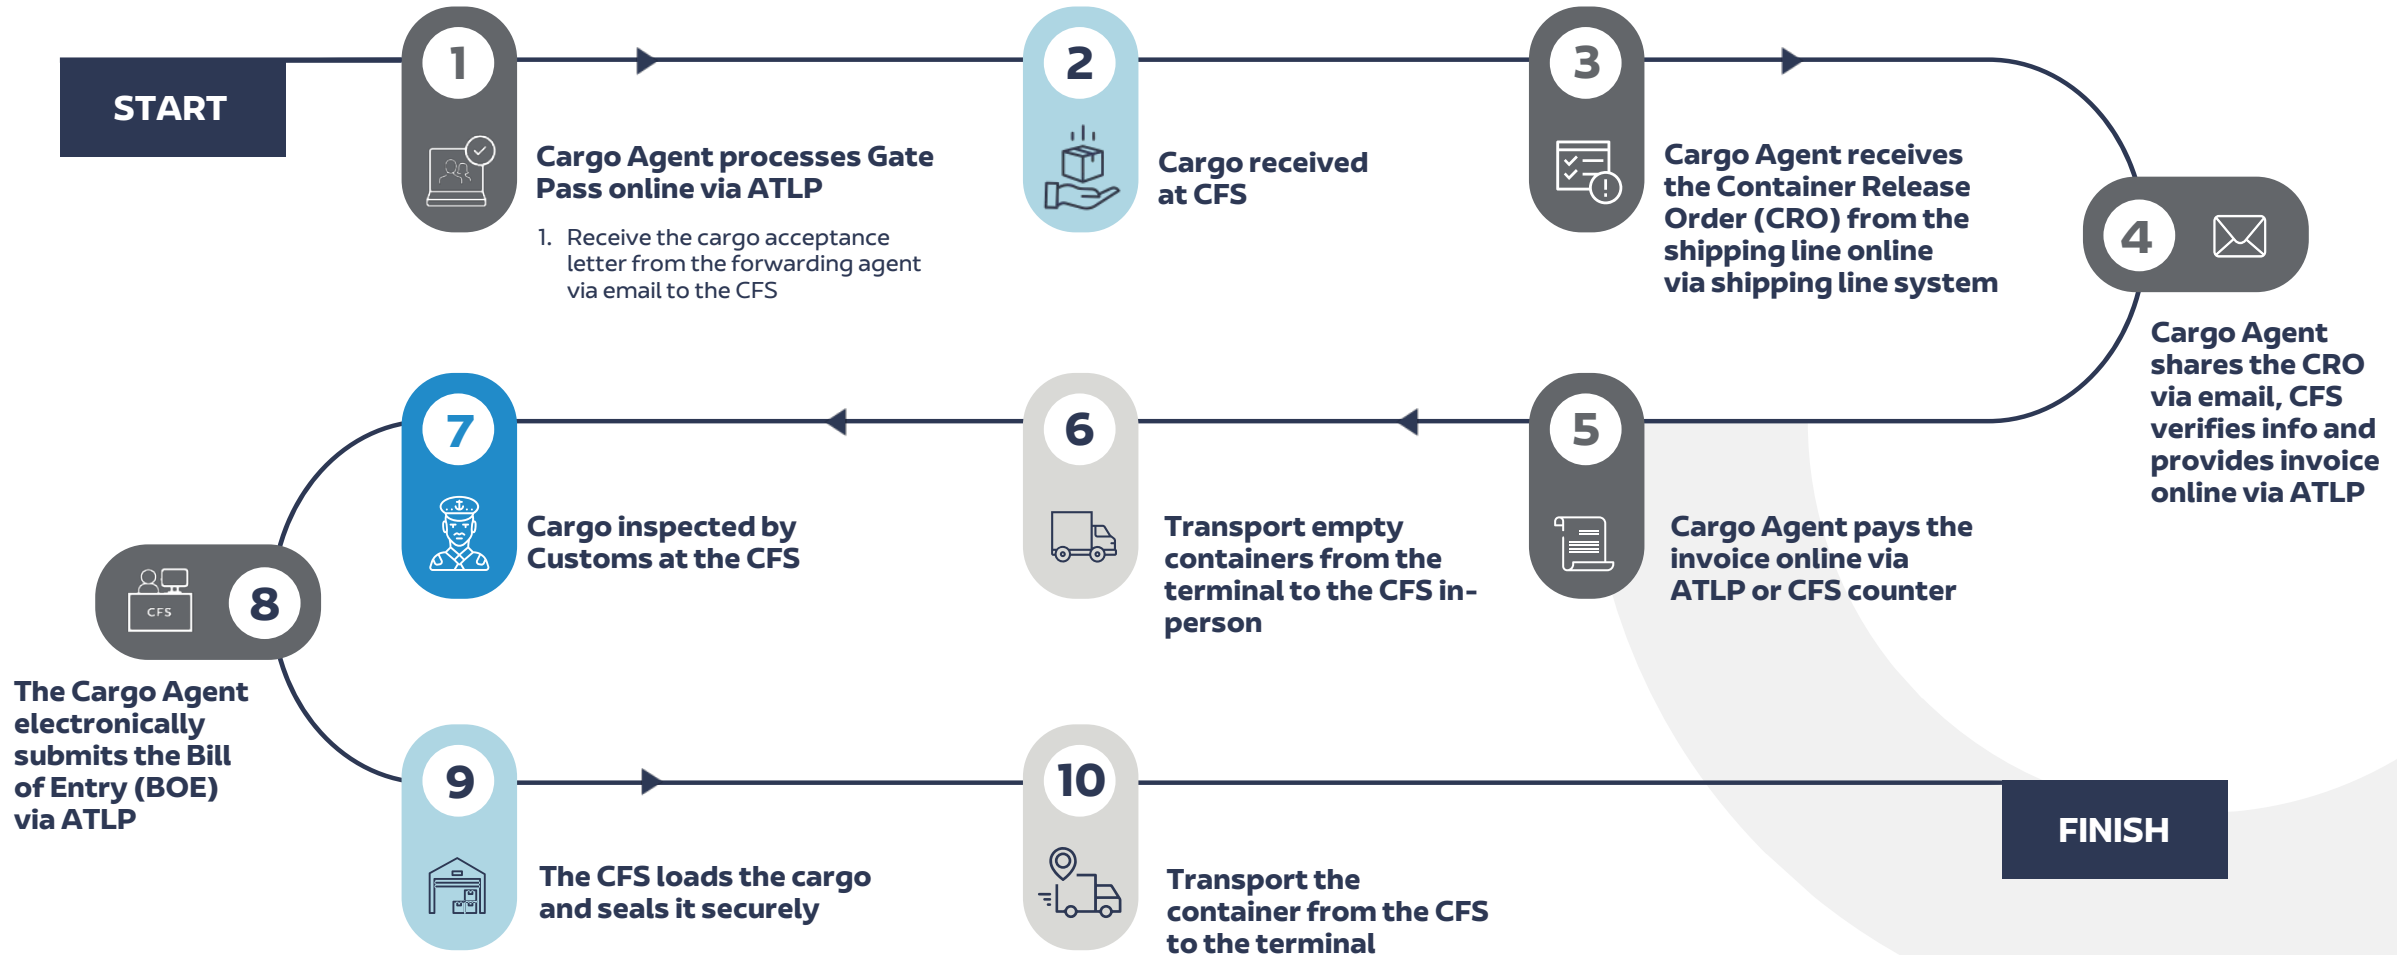 START
1
Cargo Agent processes Gate
Pass online via ATLP
1. Receive the cargo acceptance
letter from the forwarding agent
via email to the CFS
2
Cargo received
at CFS
3
Cargo Agent receives
the Container Release
Order (CRO) from the
shipping line online
via shipping line system
4
Cargo Agent
shares the CRO
via email, CFS
verifies info and
provides invoice
online via ATLP
5
Cargo Agent pays the
invoice online via
ATLP or CFS counter
6
Transport empty
containers from the
terminal to the CFS in-
person
7
Cargo inspected by
Customs at the CFS
8
CFS
The Cargo Agent
electronically
submits the Bill
of Entry (BOE)
via ATLP
9
The CFS loads the cargo
and seals it securely
10
Transport the
container from the CFS
to the terminal
FINISH